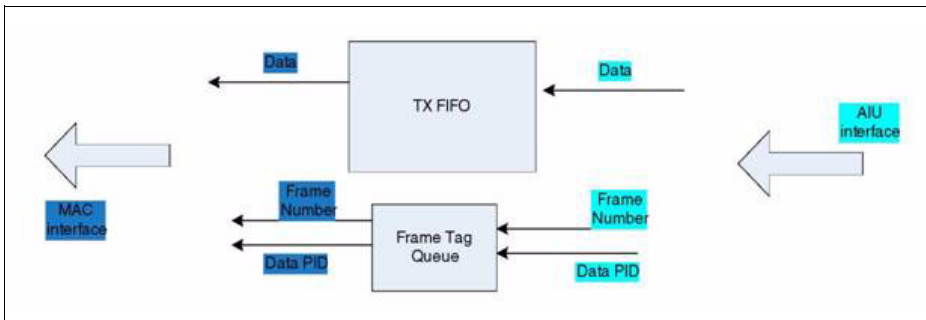 Data
Data
TX FIFO
AIU
interface
MAC
interface
Frame
Number
Frame
Number
Frame Tag
Queue
Data PID
Data PID